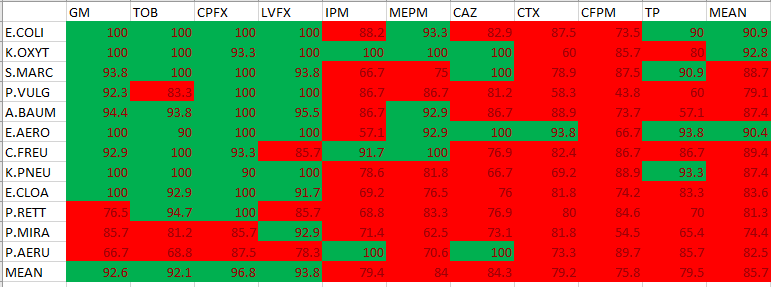 GM TOB CPFX LVFX IPM MEPM CAZ CTX CFPM TP MEAN
E.COLI 100 100 100 100 88.2 93.3 82.9 87.5 73.5 90 90.9
K.OXYT 100 100 93.3 100 100 100 100 60 85.7 80 92.8
S.MARC 93.8 100 100 93.8 66.7 75 100 78.9 87.5 90.9 88.7
P.VULG 92.3 83.3 100 100 86.7 86.7 81.2 58.3 43.8 60 79.1
A.BAUM 94.4 93.8 100 95.5 86.7 92.9 86.7 88.9 73.7 57.1 87.4
E.AERO 100 90 100 100 57.1 92.9 100 93.8 66.7 93.8 90.4
C.FREU 92.9 100 93.3 85.7 91.7 100 76.9 82.4 86.7 86.7 89.4
K.PNEU 100 100 90 100 78.6 81.8 66.7 69.2 88.9 93.3 87.4
E.CLOA 100 92.9 100 91.7 69.2 76.5 76 81.8 74.2 83.3 83.6
P.RETT 76.5 94.7 100 85.7 68.8 83.3 76.9 80 84.6 70 81.3
P.MIRA 85.7 81.2 85.7 92.9 71.4 62.5 73.1 81.8 54.5 65.4 74.4
P.AERU 66.7 68.8 87.5 78.3 100 70.6 100 73.3 89.7 85.7 82.5
MEAN 92.6 92.1 96.8 93.8 79.4 84 84.3 79.2 75.8 79.5 85.7